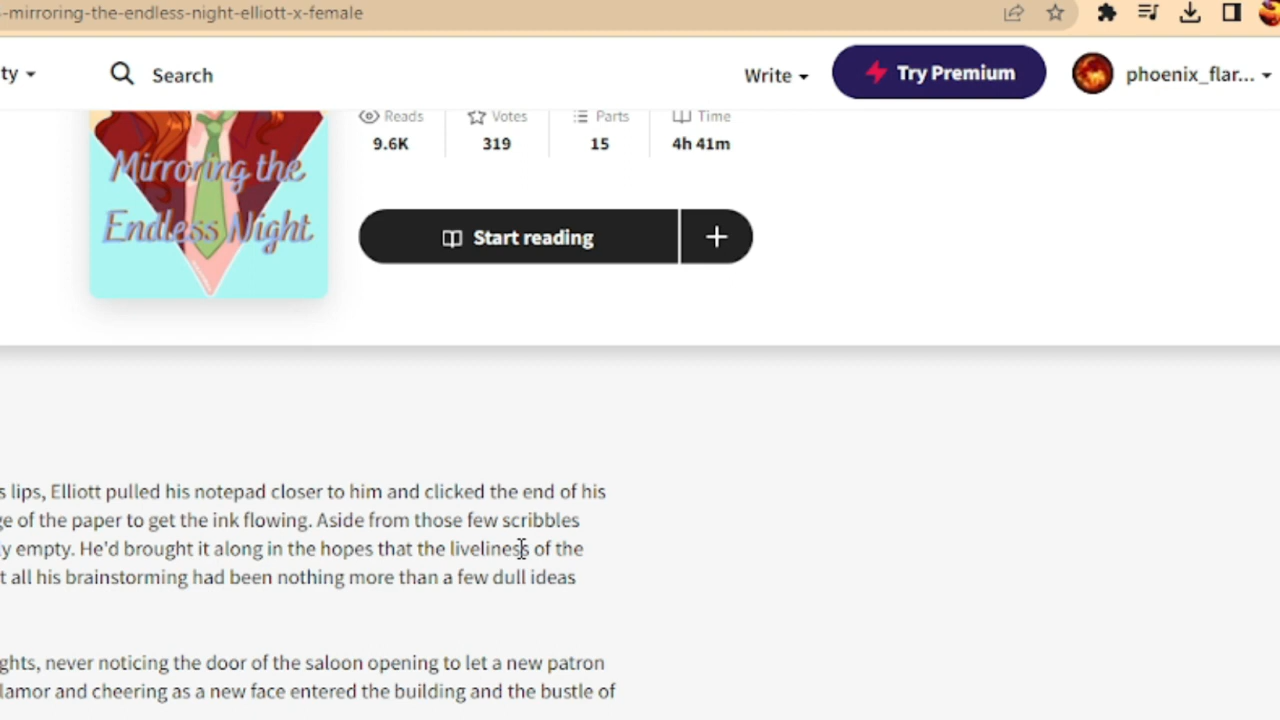 -mirroring-the-endless-night-elliott-x-female
ty
Search
Write
Try Premium
phoenix_flar...
Reads
Votes
Parts
Time
9.6K
319
15
4h 41m
Mirroring the
Endless Night
Start reading
s lips, Elliott pulled his notepad closer to him and clicked the end of his
ge of the paper to get the ink flowing. Aside from those few scribbles
y empty. He'd brought it along in the hopes that the liveliness of the
t all his brainstorming had been nothing more than a few dull ideas
ghts, never noticing the door of the saloon opening to let a new patron
lamor and cheering as a new face entered the building and the bustle of